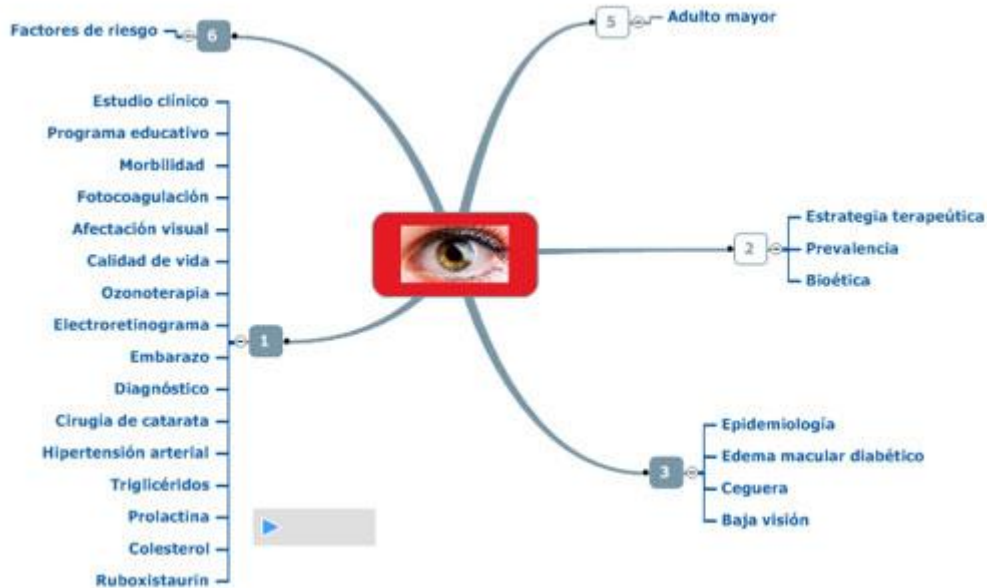 Factores de riesgo
6
5
Adulto mayor
Estudio clínico
Programa educativo
Morbilidad
Fotocoagulación
Afectación visual
Calidad de vida
Ozonoterapia
Electroretinograma
Embarazo
Diagnóstico
Cirugía de catarata
Hipertensión arterial
Triglicéridos
Prolactina
Colesterol
Ruboxistaurín
1
2
Estrategia terapeútica
Prevalencia
Bioética
3
Epidemiología
Edema macular diabético
Ceguera
Baja visión